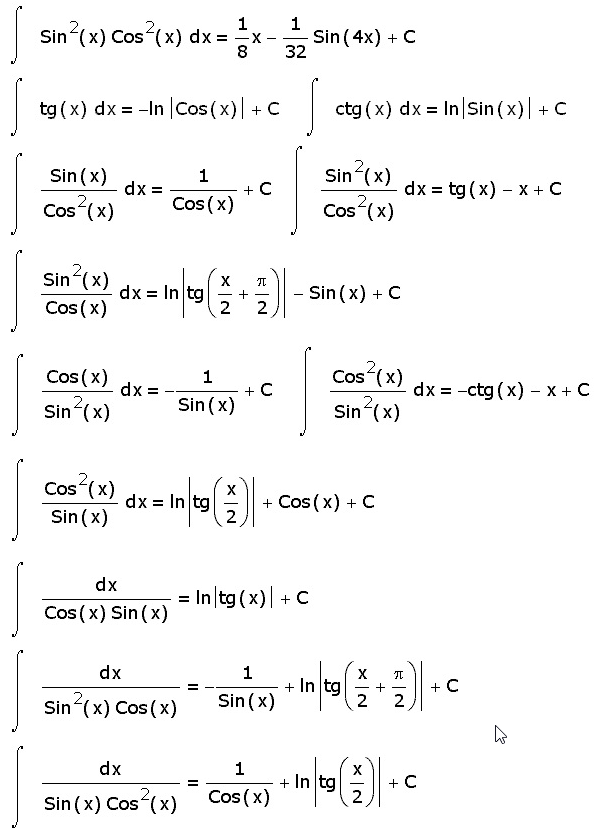 ∫ Sin²(x) Cos²(x) dx = 1/8 x − 1/32 Sin(4x) + C
∫ tg(x) dx = −ln |Cos(x)| + C   ∫ ctg(x) dx = ln|Sin(x)| + C
∫ Sin(x)/Cos²(x) dx = 1/Cos(x) + C   ∫ Sin²(x)/Cos²(x) dx = tg(x) − x + C
∫ Sin²(x)/Cos(x) dx = ln|tg(x/2 + π/2)| − Sin(x) + C
∫ Cos(x)/Sin²(x) dx = −1/Sin(x) + C   ∫ Cos²(x)/Sin²(x) dx = −ctg(x) − x + C
∫ Cos²(x)/Sin(x) dx = ln|tg(x/2)| + Cos(x) + C
∫ dx/(Cos(x) Sin(x)) = ln|tg(x)| + C
∫ dx/(Sin²(x) Cos(x)) = −1/Sin(x) + ln|tg(x/2 + π/2)| + C
∫ dx/(Sin(x) Cos²(x)) = 1/Cos(x) + ln|tg(x/2)| + C